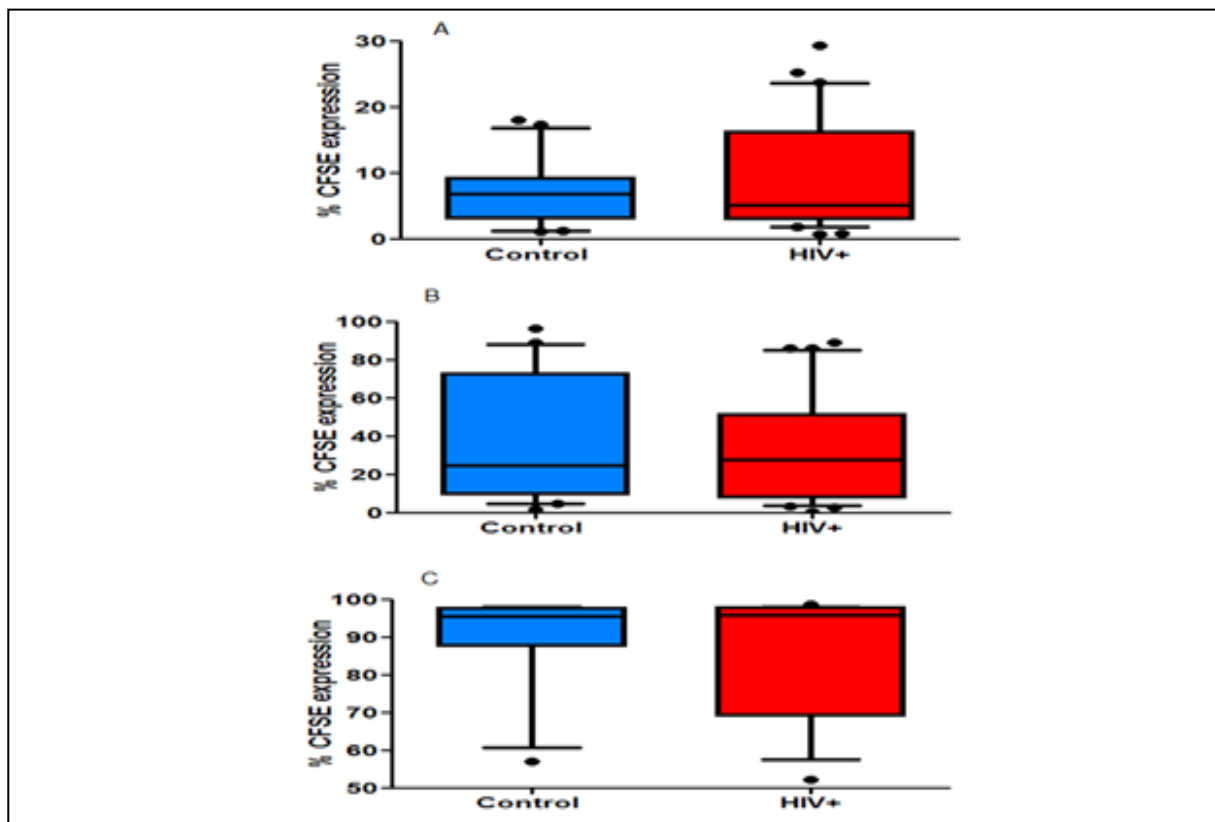 A
% CFSE expression
30
20
10
0
Control HIV+
B
% CFSE expression
100
80
60
40
20
0
Control HIV+
C
% CFSE expression
100
90
80
70
60
50
Control HIV+